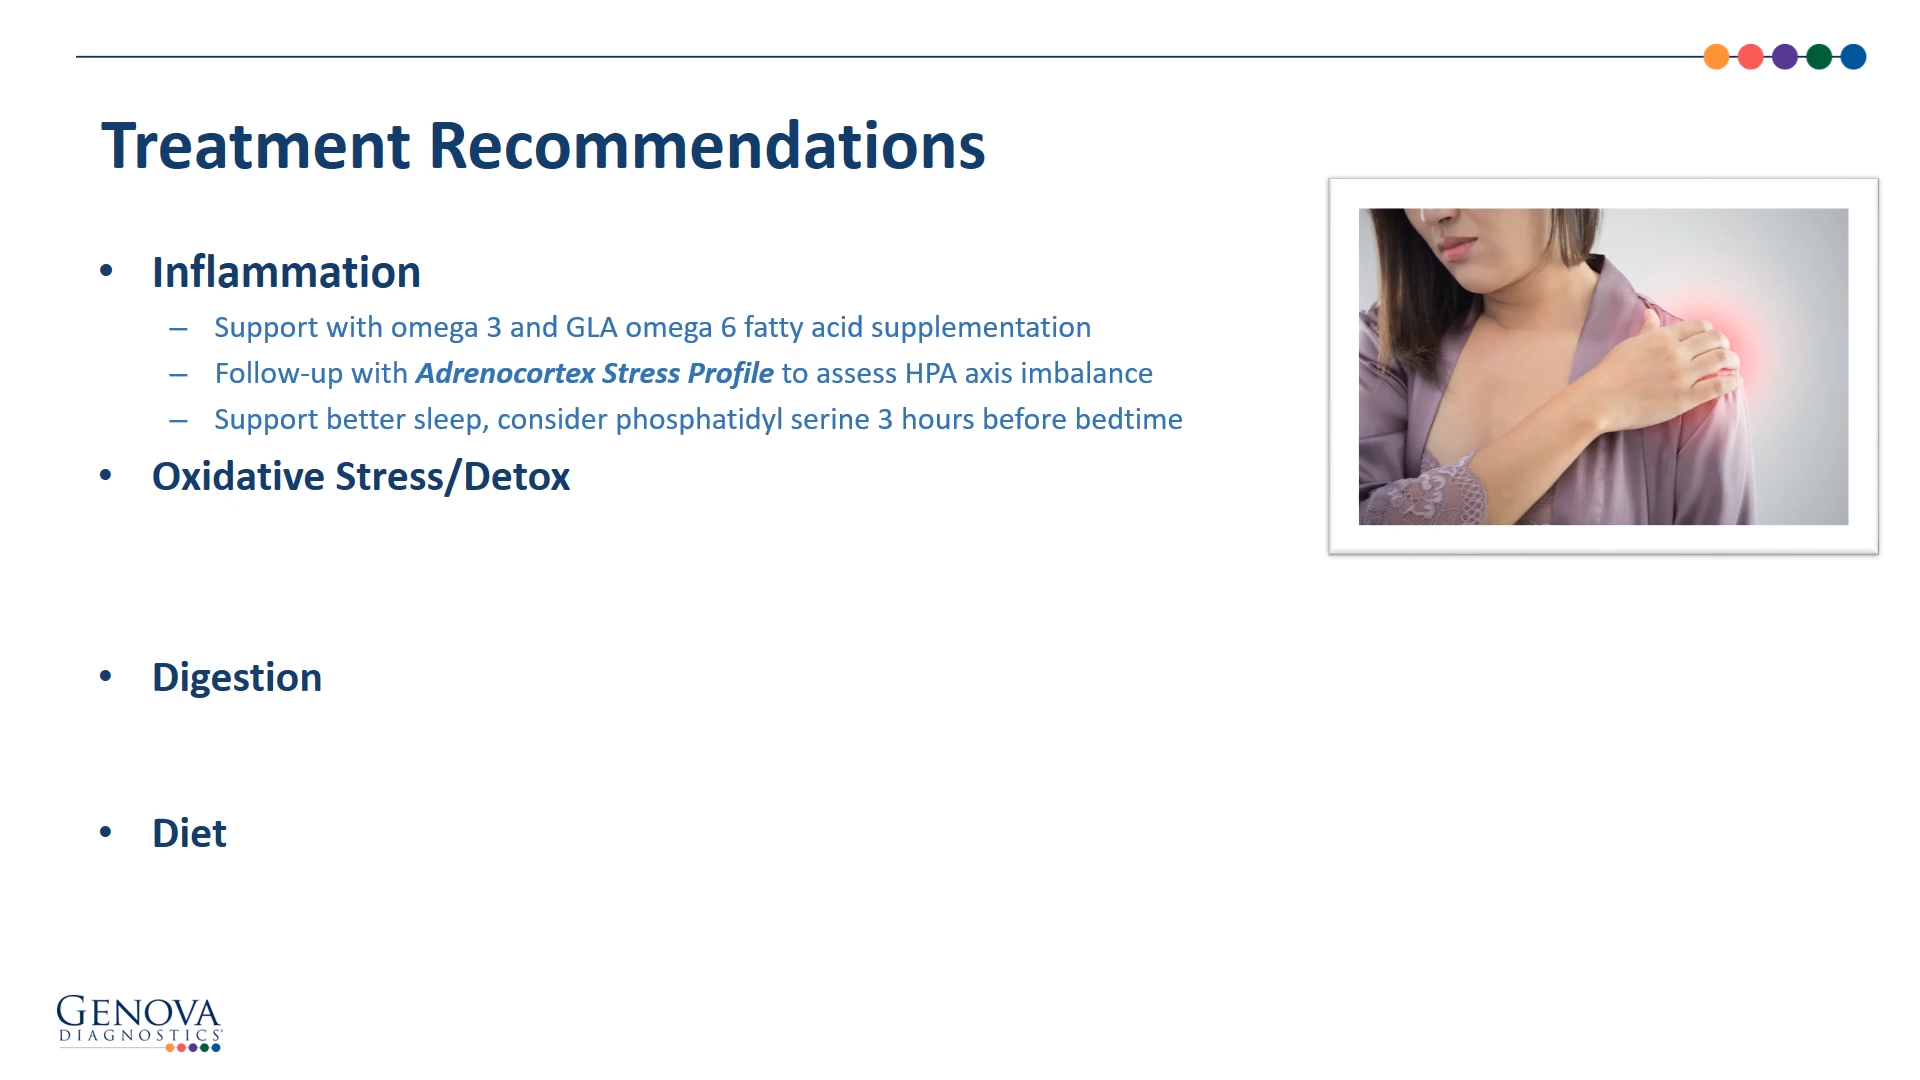 Treatment Recommendations
• Inflammation
– Support with omega 3 and GLA omega 6 fatty acid supplementation
– Follow-up with Adrenocortex Stress Profile to assess HPA axis imbalance
– Support better sleep, consider phosphatidyl serine 3 hours before bedtime
• Oxidative Stress/Detox
• Digestion
• Diet
GENOVA
DIAGNOSTICS